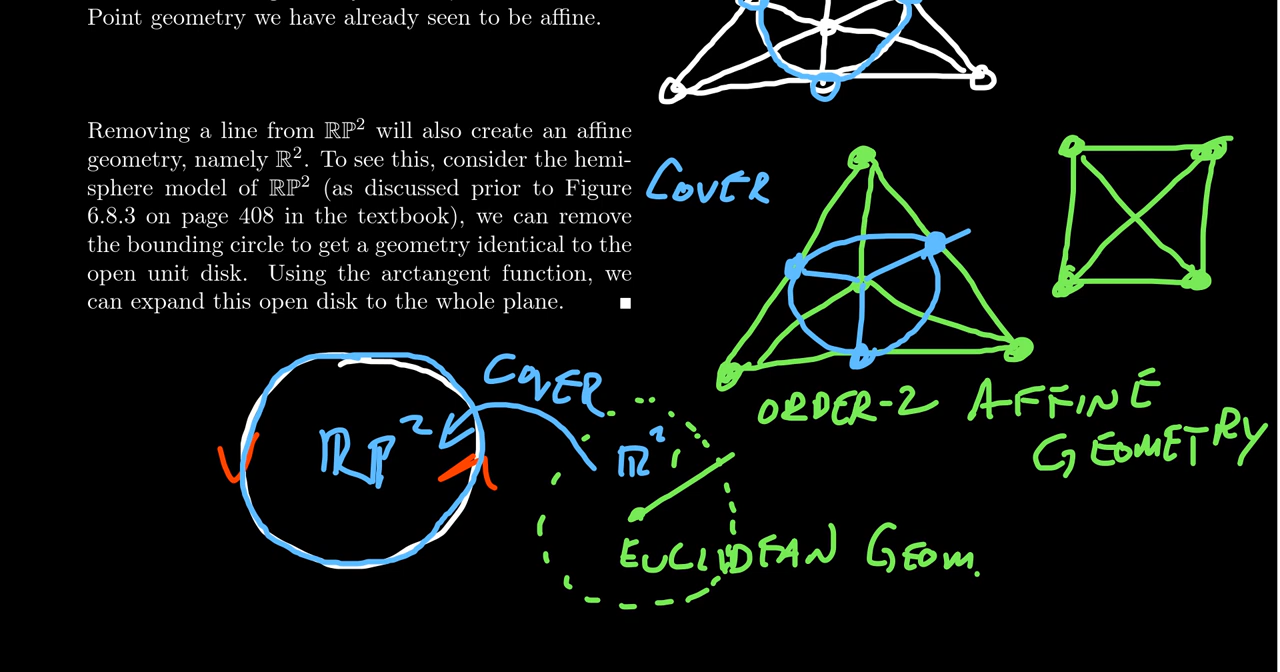 Point geometry we have already seen to be affine.
Removing a line from ℝℙ² will also create an affine
geometry, namely ℝ². To see this, consider the hemi-
sphere model of ℝℙ² (as discussed prior to Figure
6.8.3 on page 408 in the textbook), we can remove
the bounding circle to get a geometry identical to the
open unit disk. Using the arctangent function, we
can expand this open disk to the whole plane. ■
COVER
ORDER-2 AFFINE
GEOMETRY
COVER
ℝℙ²
ℝ²
EUCLIDEAN GEOM.